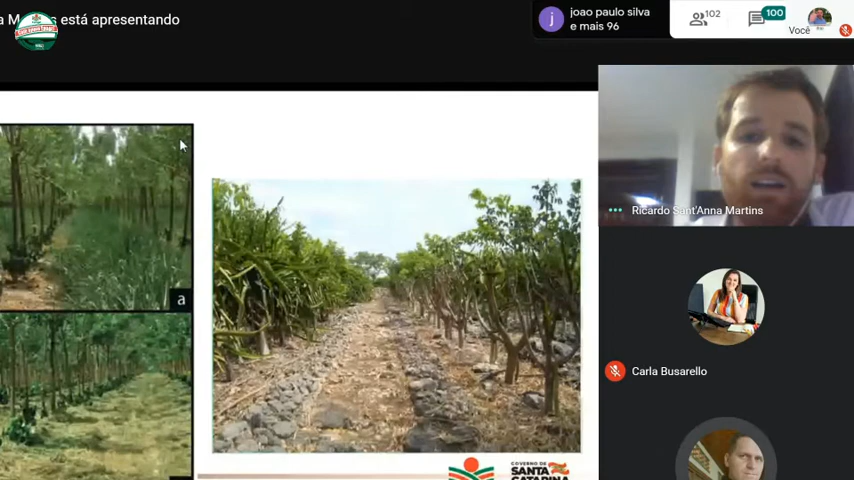 está apresentando
joao paulo silva
e mais 96
102
100
Você
Ricardo Sant'Anna Martins
a
Carla Busarello
GOVERNO DE
SANTA
CATARINA